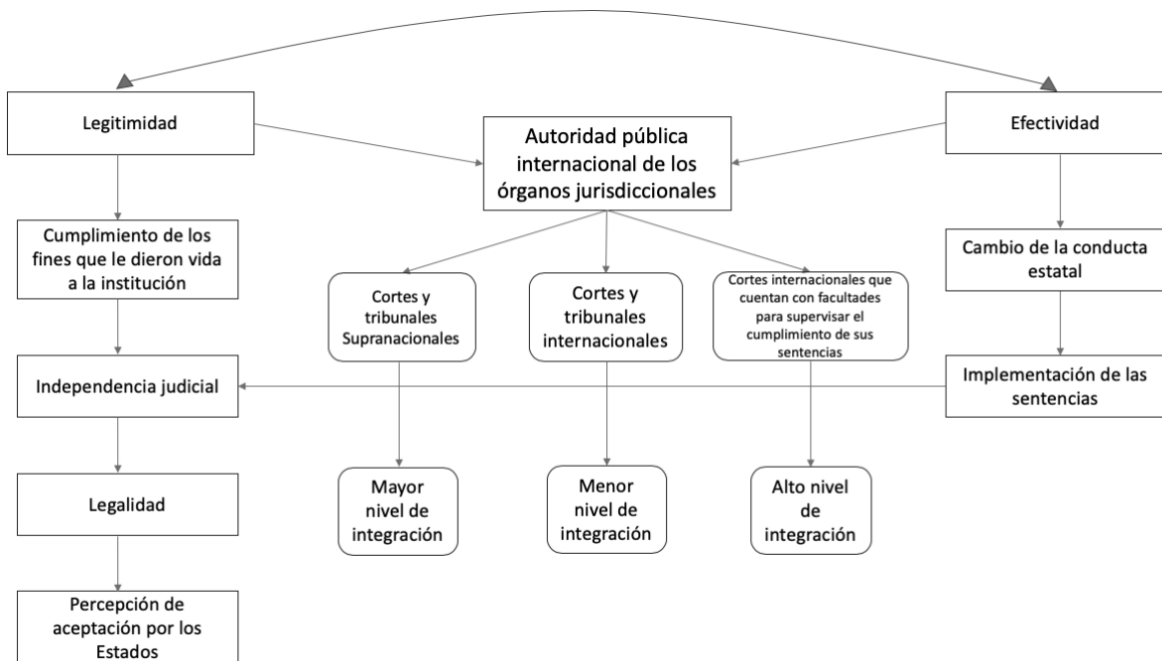 Legitimidad
Efectividad
Autoridad pública
internacional de los
órganos jurisdiccionales
Cumplimiento de los
fines que le dieron vida
a la institución
Cambio de la conducta
estatal
Cortes y
tribunales
Supranacionales
Cortes y
tribunales
internacionales
Cortes internacionales que
cuentan con facultades
para supervisar el
cumplimiento de sus
sentencias
Independencia judicial
Implementación de las
sentencias
Mayor
nivel de
integración
Menor
nivel de
integración
Alto nivel
de
integración
Legalidad
Percepción de
aceptación por los
Estados